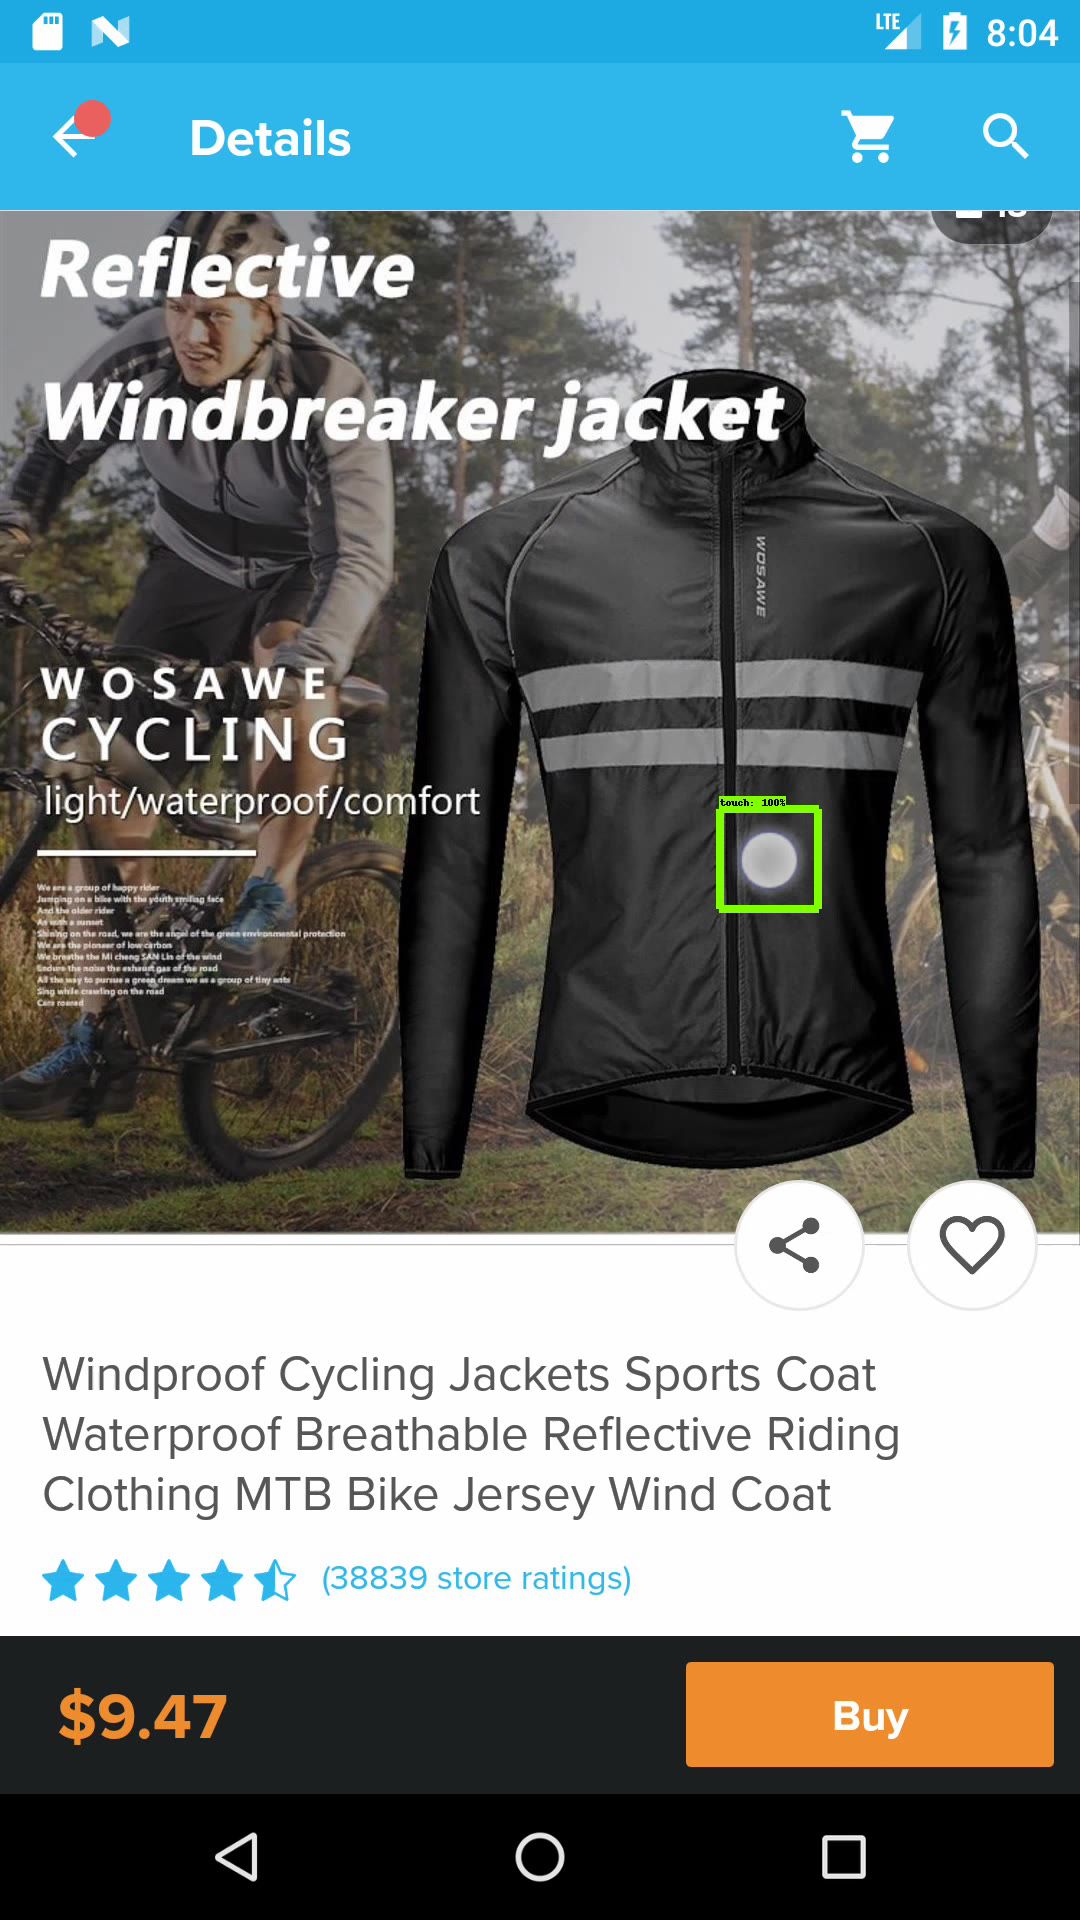 LTE 8:04
Details
Reflective
Windbreaker jacket
WOSAWE
WOSAWE
CYCLING
light/waterproof/comfort
touch: 100%
We are a group of happy rider
Jumping on a bike with the youth smiling face
And the older rider
As with a sunset
Shining on the road, we are the angel of the green environmental protection
We are the pioneer of low carbon
We breathe the Mi cheng SAN Lin of the wind
Endure the noise the exhaust gas of the road
All the way to pursue a green dream we as a group of tiny ants
Sing while crawling on the road
Care roared
Windproof Cycling Jackets Sports Coat
Waterproof Breathable Reflective Riding
Clothing MTB Bike Jersey Wind Coat
(38839 store ratings)
$9.47
Buy